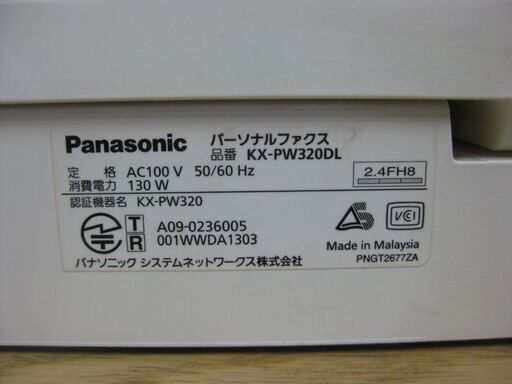 Panasonic パーソナルファクス
品番 KX-PW320DL
定 格 AC100 V 50/60 Hz
消費電力 130 W
2.4FH8
認証機器名 KX-PW320
T A09-0236005
R 001WWDA1303
VCI
Made in Malaysia
パナソニック システムネットワークス株式会社
PNGT2677ZA